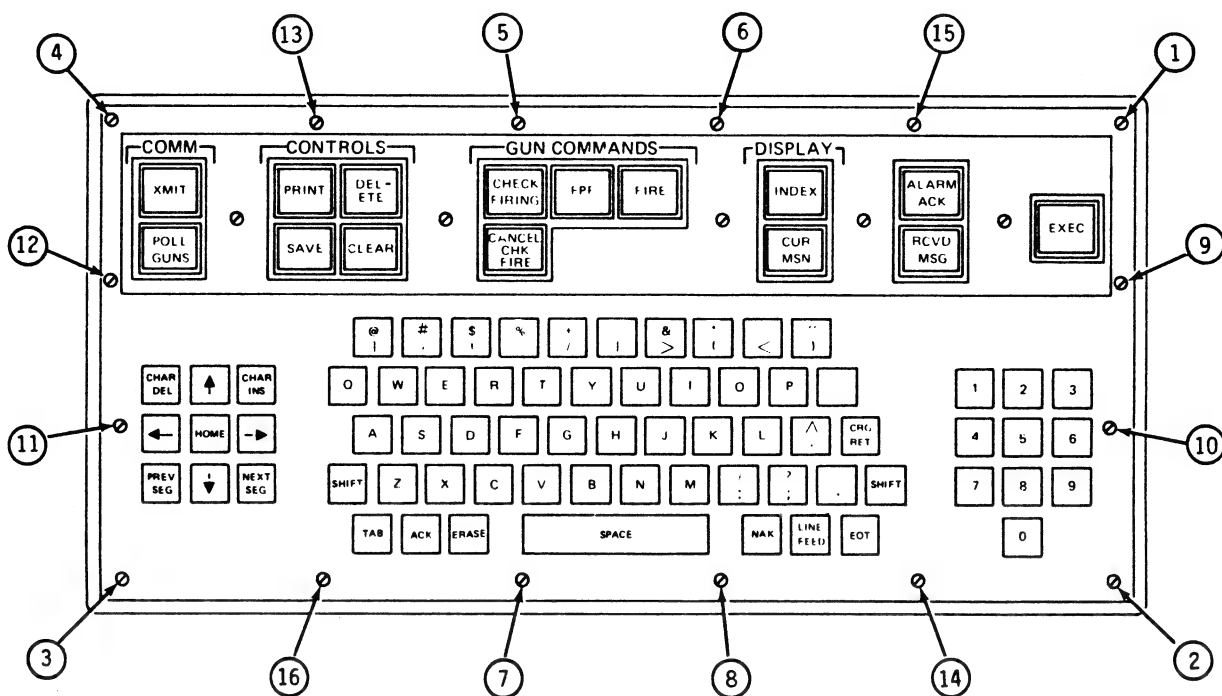 13 5 6 15
4 1
COMM CONTROLS GUN COMMANDS DISPLAY
XMIT PRINT DEL-ETE CHECK FIRING FPF FIRE INDEX ALARM ACK
EXEC
POLL GUNS SAVE CLEAR CANCEL CHK FIRE CUR MSN RCVD MSG
12 9
@ # $ % & >
<
CHAR DEL CHAR INS W E R T Y U I O P 1 2 3
11 HOME A S D F G H J K L RET 4 5 6 10
PREV SEG NEXT SEG SHIFT Z X C V B N M SHIFT 7 8 9
TAB ACK ERASE SPACE NAK LINE FEED EOT 0
3 16 7 8 14 2